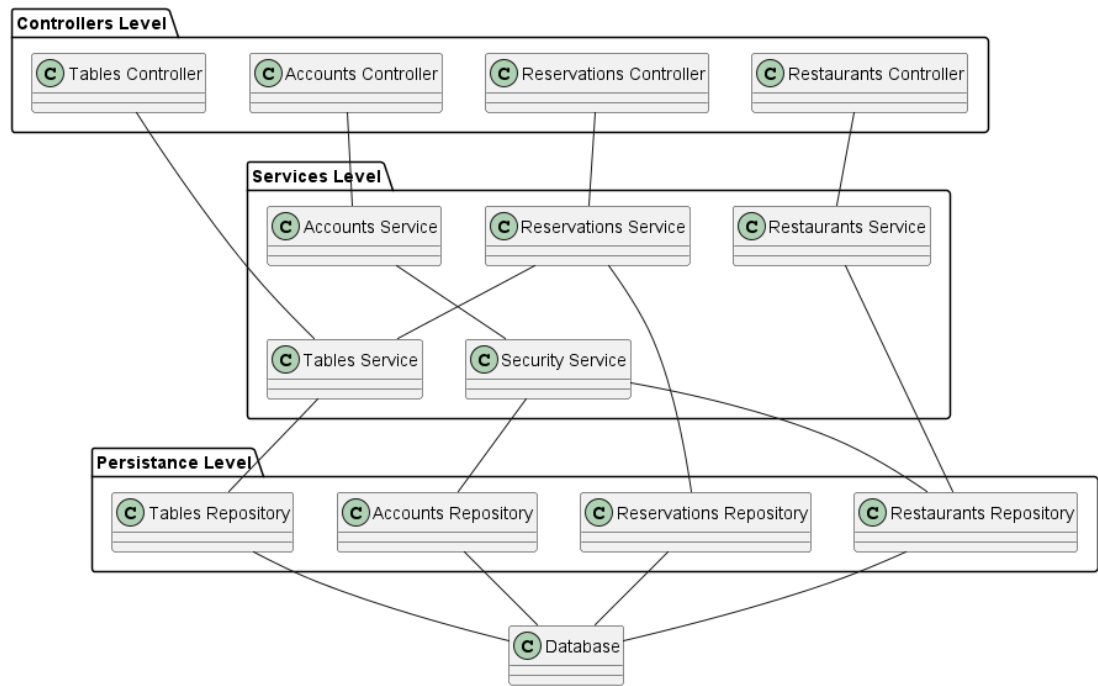 Controllers Level
C Tables Controller
C Accounts Controller
C Reservations Controller
C Restaurants Controller
Services Level
C Accounts Service
C Reservations Service
C Restaurants Service
C Tables Service
C Security Service
Persistance Level
C Tables Repository
C Accounts Repository
C Reservations Repository
C Restaurants Repository
C Database